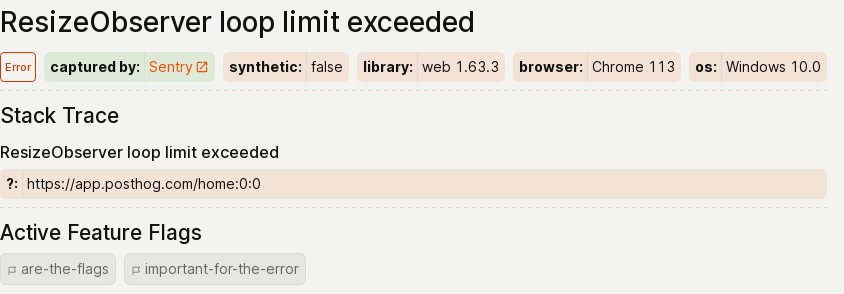 ResizeObserver loop limit exceeded
Error captured by: Sentry synthetic: false library: web 1.63.3 browser: Chrome 113 os: Windows 10.0
Stack Trace
ResizeObserver loop limit exceeded
?: https://app.posthog.com/home:0:0
Active Feature Flags
are-the-flags important-for-the-error